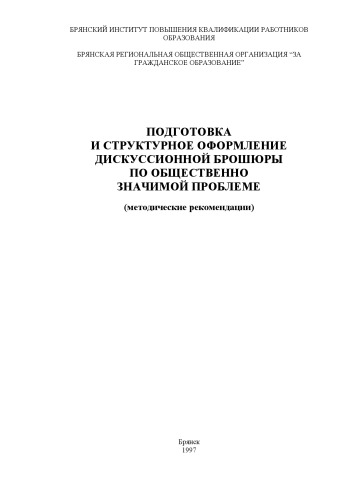 БРЯНСКИЙ ИНСТИТУТ ПОВЫШЕНИЯ КВАЛИФИКАЦИИ РАБОТНИКОВ
ОБРАЗОВАНИЯ
БРЯНСКАЯ РЕГИОНАЛЬНАЯ ОБЩЕСТВЕННАЯ ОРГАНИЗАЦИЯ “ЗА
ГРАЖДАНСКОЕ ОБРАЗОВАНИЕ”
ПОДГОТОВКА
И СТРУКТУРНОЕ ОФОРМЛЕНИЕ
ДИСКУССИОННОЙ БРОШЮРЫ
ПО ОБЩЕСТВЕННО
ЗНАЧИМОЙ ПРОБЛЕМЕ
(методические рекомендации)
Брянск
1997